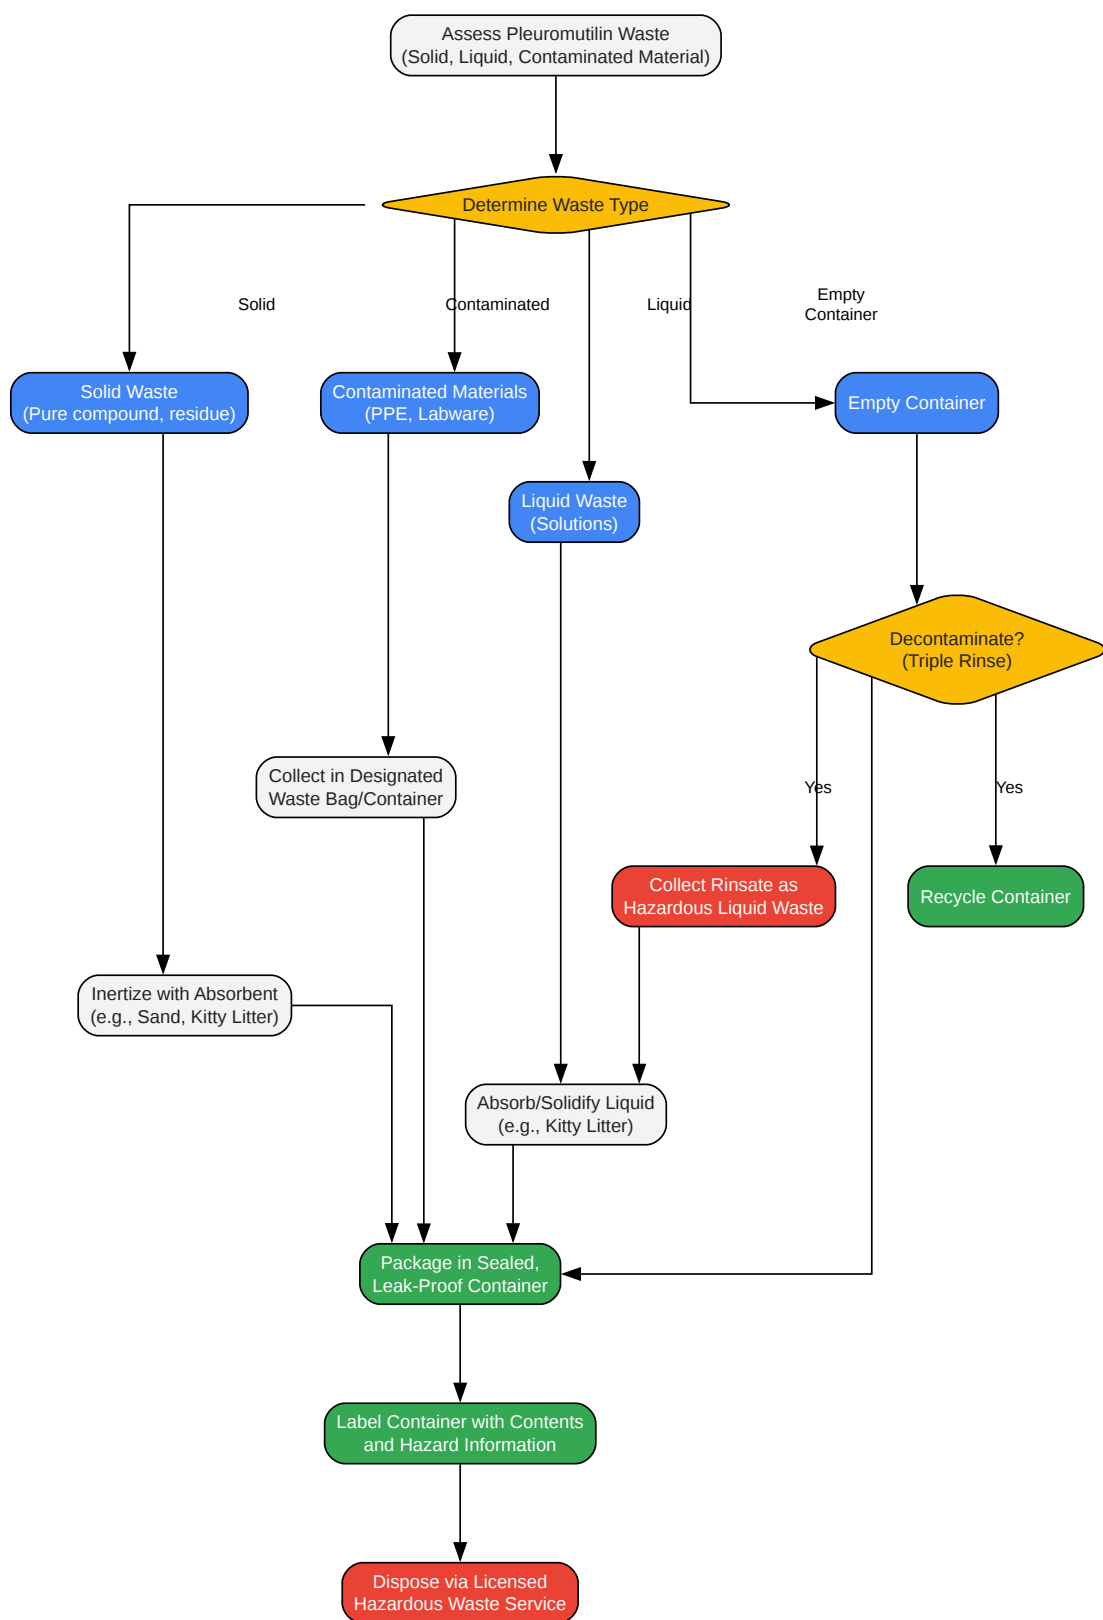 Assess Pleuromutilin Waste
(Solid, Liquid, Contaminated Material)
Determine Waste Type
Solid
Contaminated
Liquid
Empty
Container
Solid Waste
(Pure compound, residue)
Contaminated Materials
(PPE, Labware)
Empty Container
Liquid Waste
(Solutions)
Decontaminate?
(Triple Rinse)
Collect in Designated
Waste Bag/Container
Yes
Yes
Collect Rinsate as
Hazardous Liquid Waste
Recycle Container
Inertize with Absorbent
(e.g., Sand, Kitty Litter)
Absorb/Solidify Liquid
(e.g., Kitty Litter)
Package in Sealed,
Leak-Proof Container
Label Container with Contents
and Hazard Information
Dispose via Licensed
Hazardous Waste Service